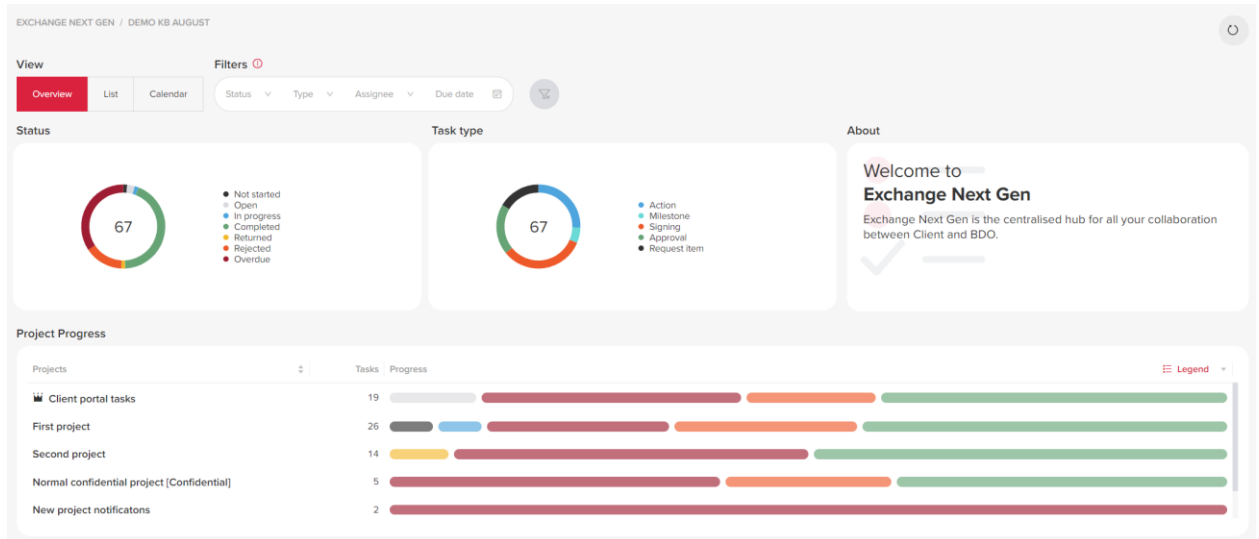 EXCHANGE NEXT GEN / DEMO KB AUGUST
View
Filters
Overview
List
Calendar
Status
Type
Assignee
Due date
Status
67
Not started
Open
In progress
Completed
Returned
Rejected
Overdue
Task type
67
Action
Milestone
Signing
Approval
Request item
About
Welcome to
Exchange Next Gen
Exchange Next Gen is the centralised hub for all your collaboration
between Client and BDO.
Project Progress
Projects Tasks Progress Legend
Client portal tasks 19
First project 26
Second project 14
Normal confidential project [Confidential] 5
New project notificatons 2